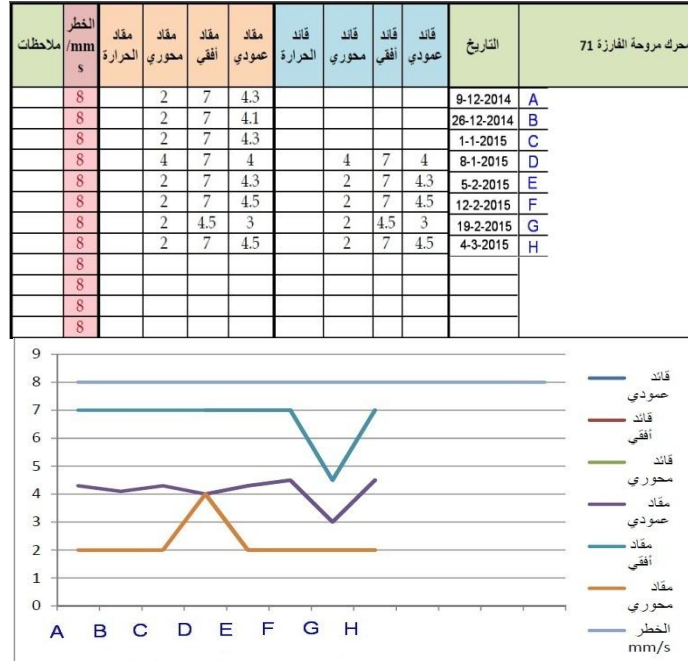 محرك مروحة الفارزة 71 التاريخ قائد عمودي قائد أفقي قائد محوري قائد الحرارة مقاد عمودي مقاد أفقي مقاد محوري مقاد الحرارة الخطر mm/s ملاحظات
A 9-12-2014 4.3 7 2 8
B 26-12-2014 4.1 7 2 8
C 1-1-2015 4.3 7 2 8
D 8-1-2015 4 7 4 4 7 4 8
E 5-2-2015 4.3 7 2 4.3 7 2 8
F 12-2-2015 4.5 7 2 4.5 7 2 8
G 19-2-2015 3 4.5 2 3 4.5 2 8
H 4-3-2015 4.5 7 2 4.5 7 2 8
8
8
8
8
9
8
7
6
5
4
3
2
1
0
A B C D E F G H
قائد
عمودي
قائد
أفقي
قائد
محوري
مقاد
عمودي
مقاد
أفقي
مقاد
محوري
الخطر
mm/s